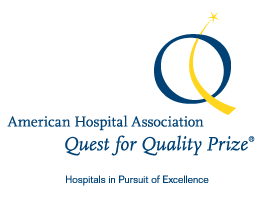 American Hospital Association
Quest for Quality Prize®
Hospitals in Pursuit of Excellence